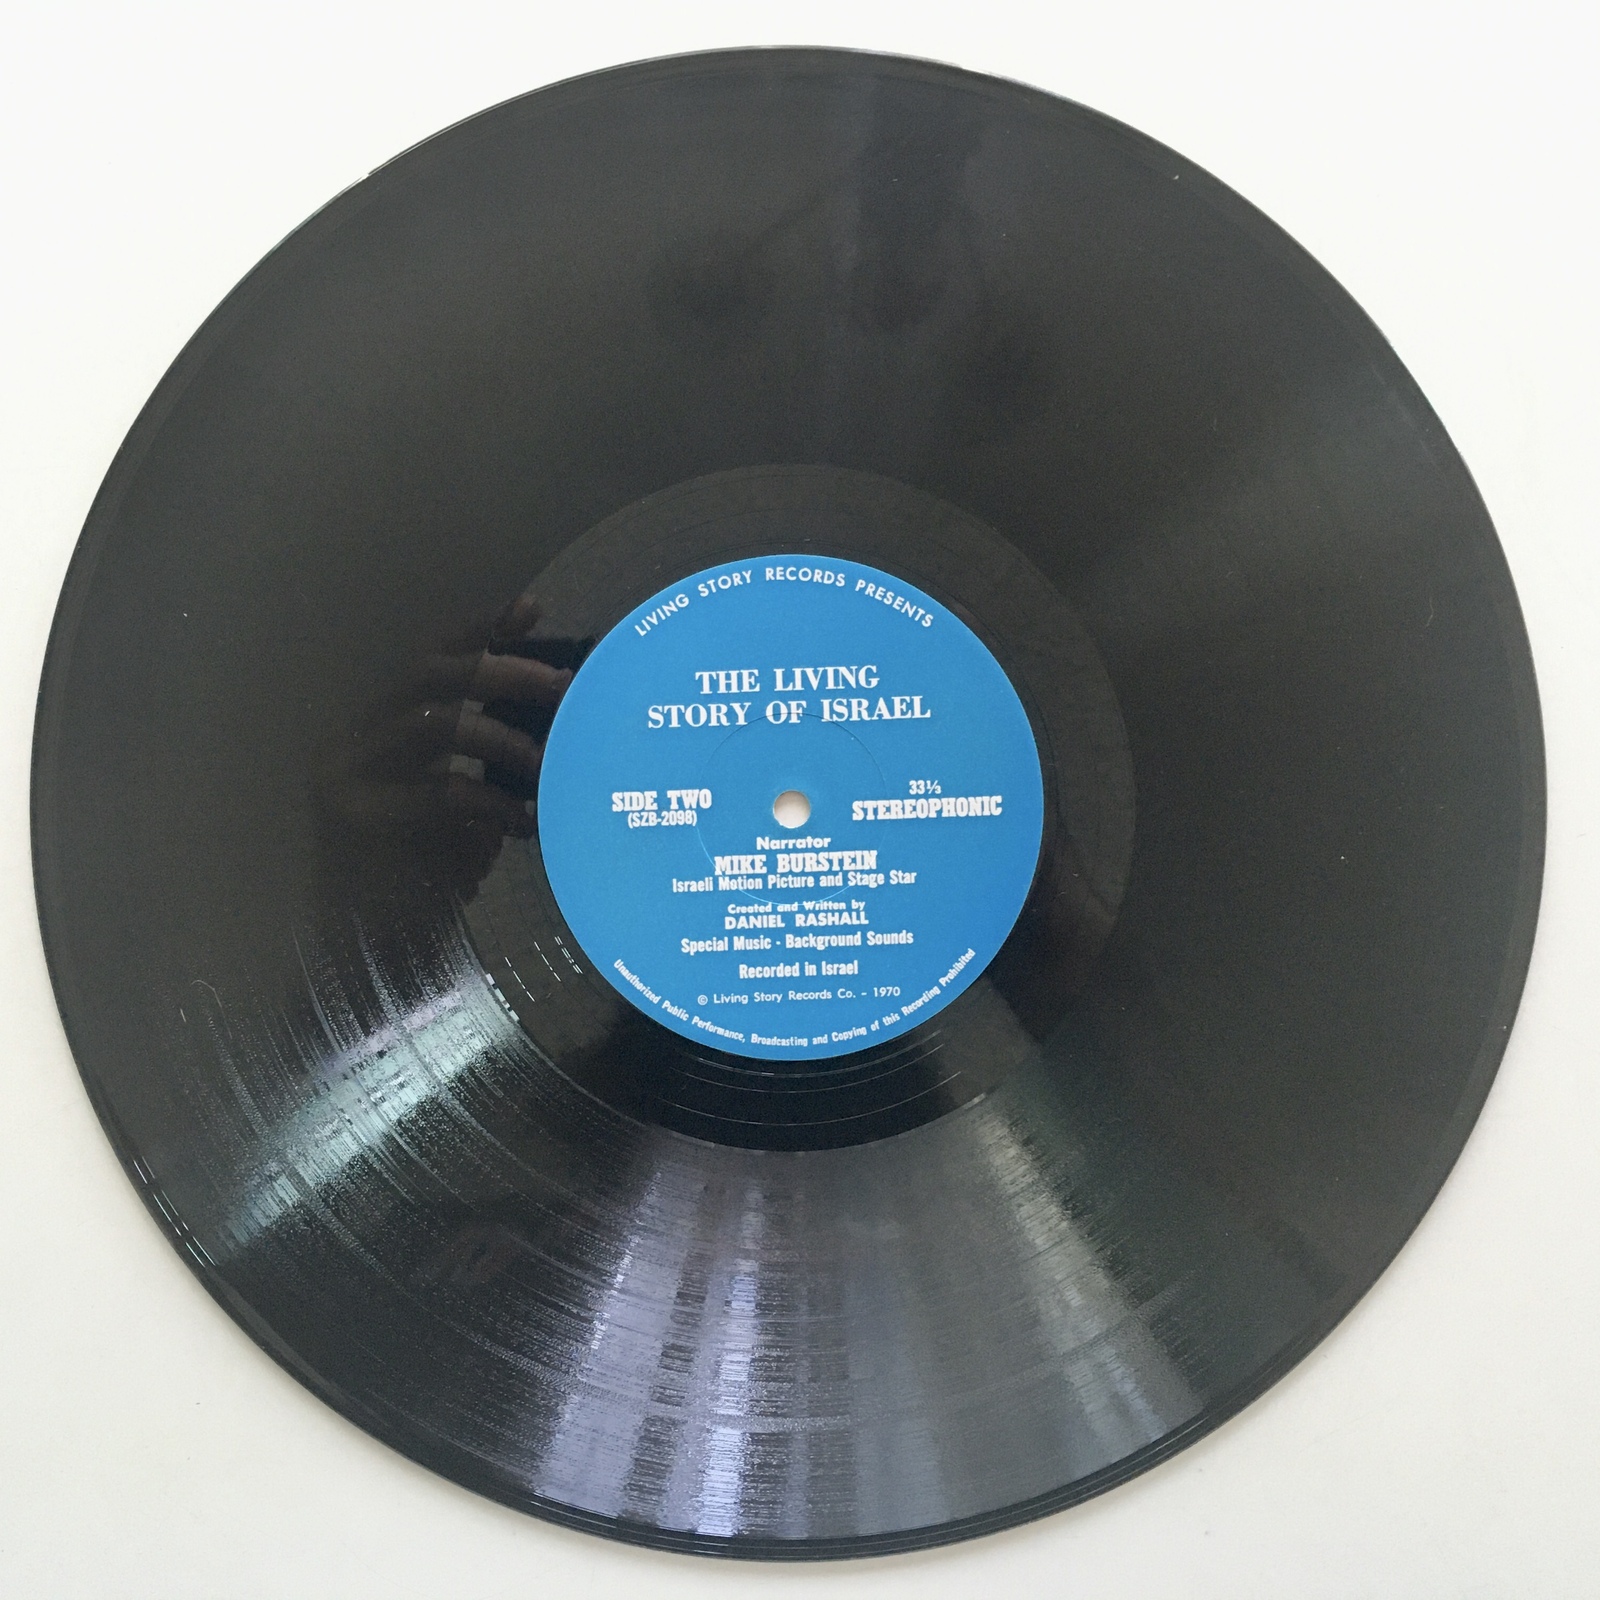 LIVING STORY RECORDS PRESENTS
THE LIVING
STORY OF ISRAEL
SIDE TWO
(SZB-2098)
33⅓
STEREOPHONIC
Narrator
MIKE BURSTEIN
Israeli Motion Picture and Stage Star
Created and Written by
DANIEL RASHALL
Special Music - Background Sounds
Recorded in Israel
© Living Story Records Co. - 1970
Unauthorized Public Performance, Broadcasting and Copying of this Recording Prohibited